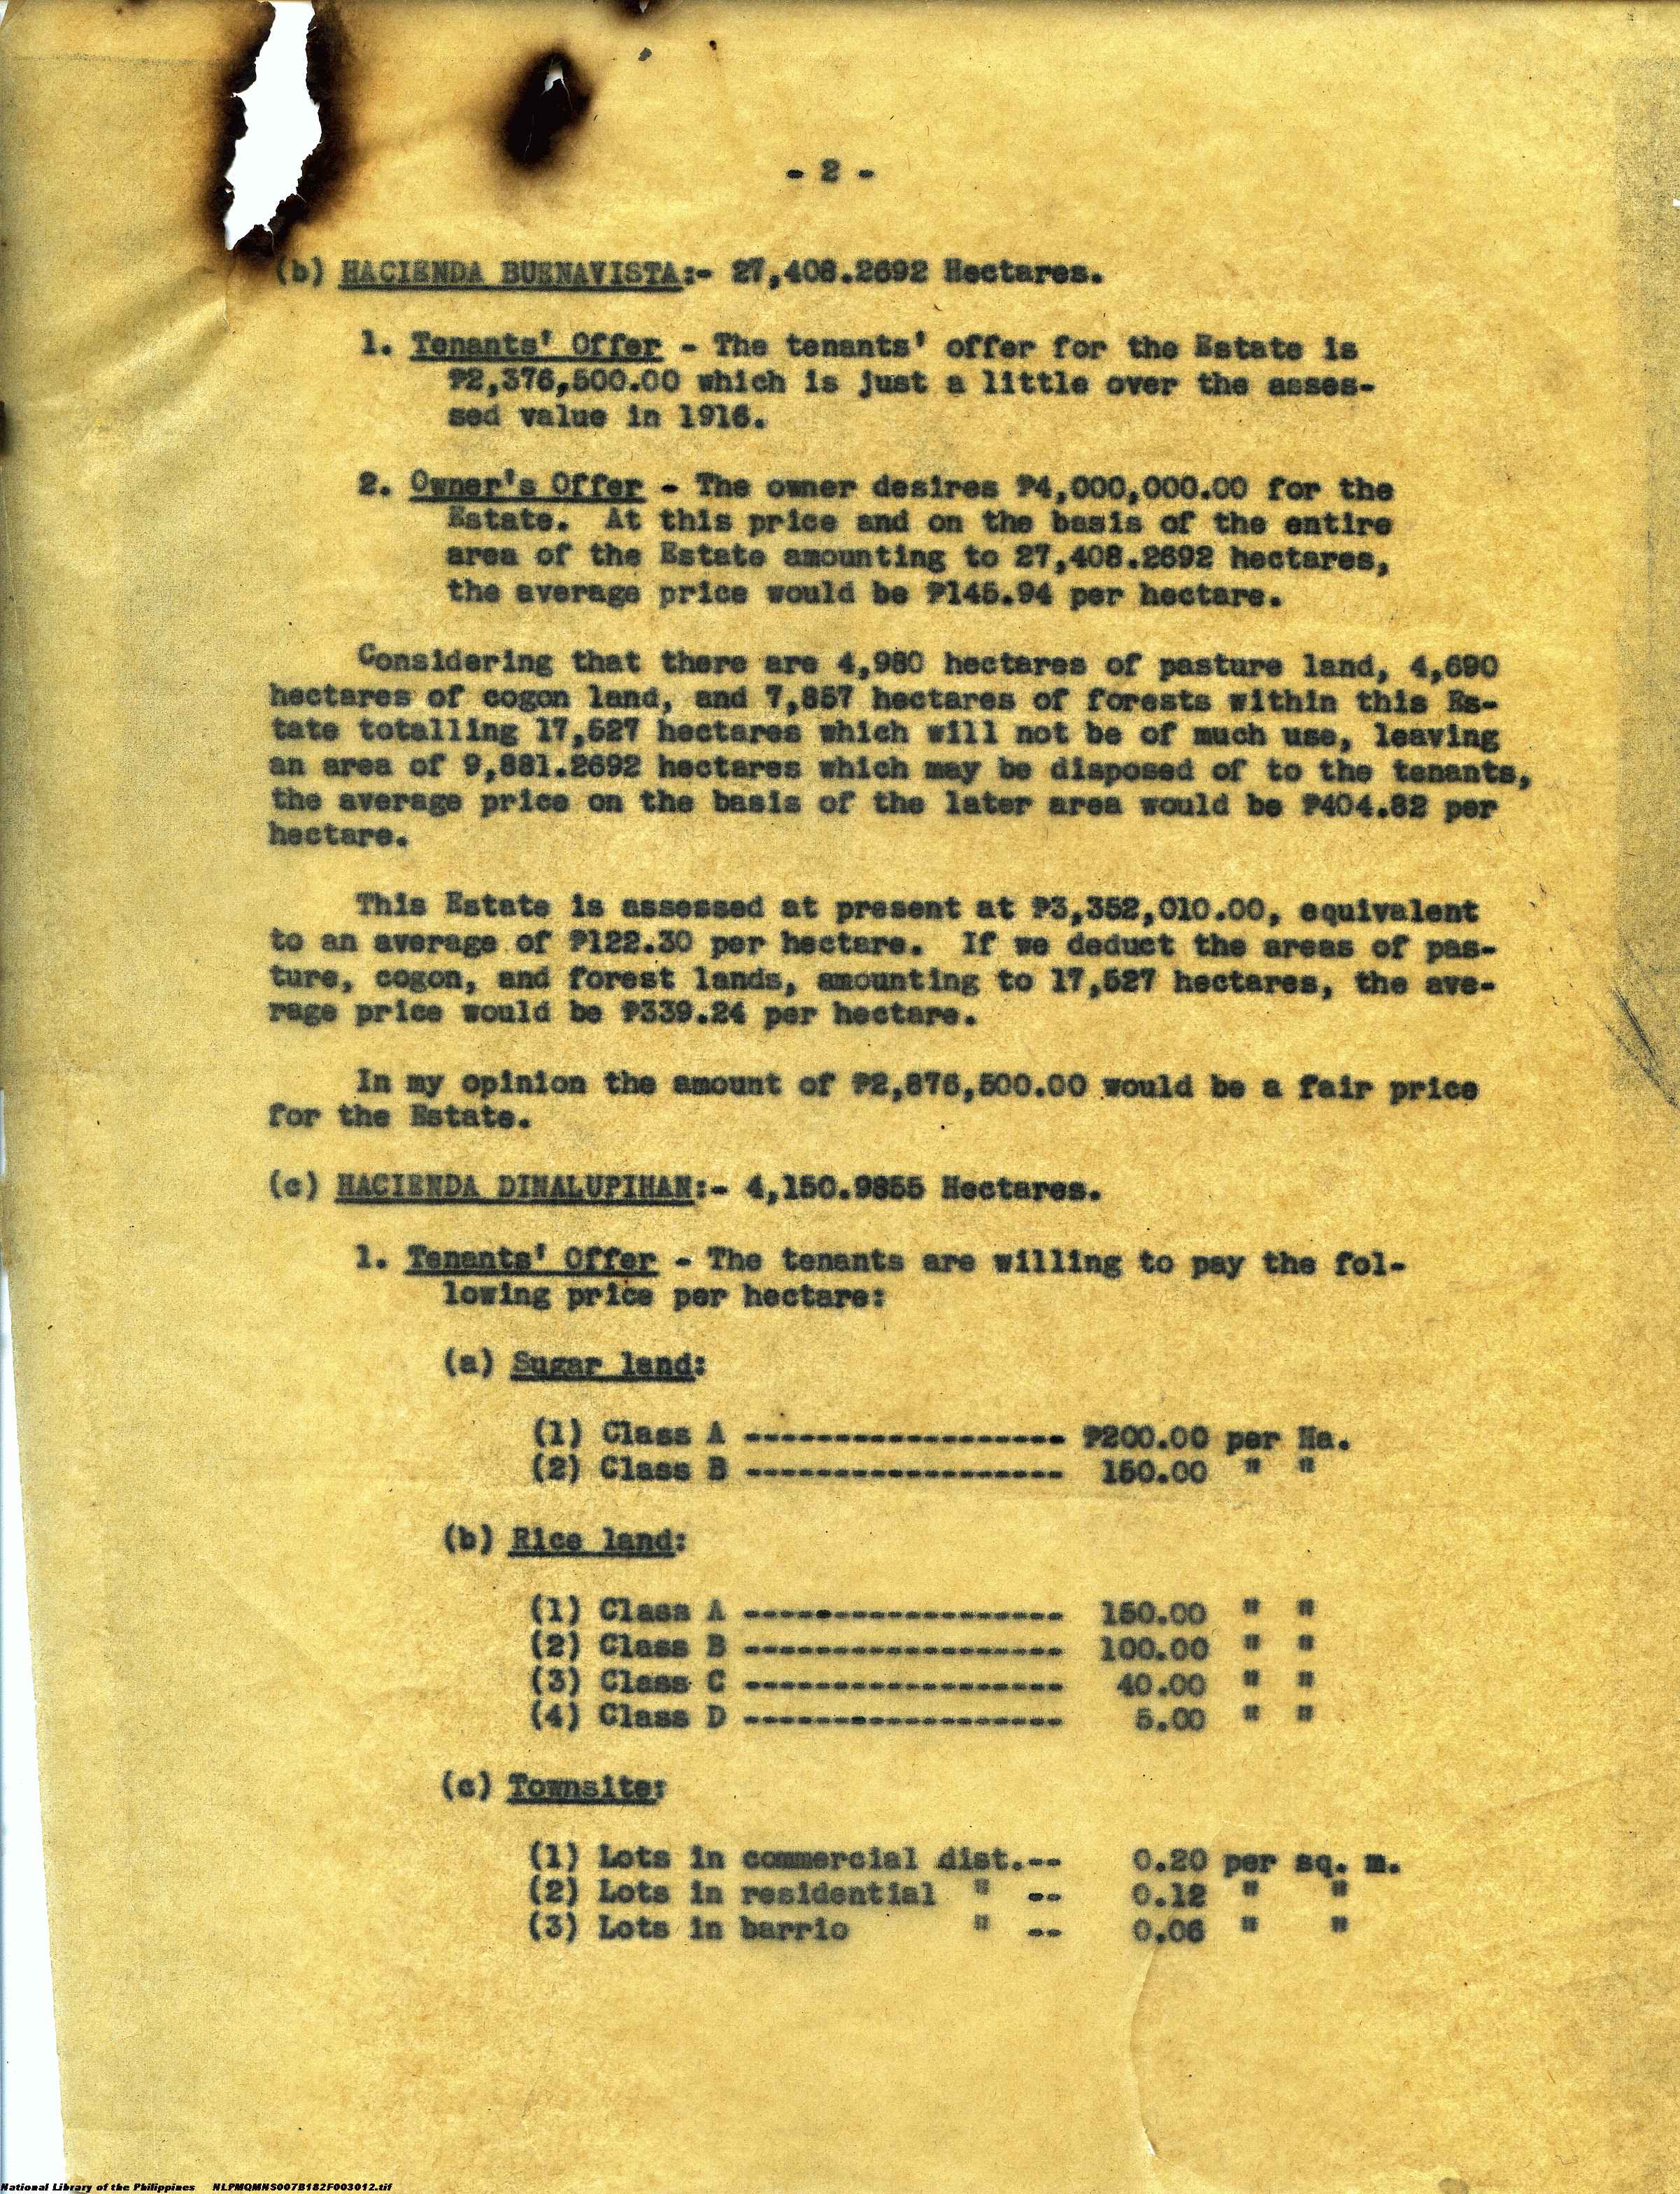 - 2 -
(b) HACIENDA BUENAVISTA:- 27,408.2692 Hectares.
1. Tenants' Offer - The tenants' offer for the Estate is
₱2,376,500.00 which is just a little over the asses-
sed value in 1916.
2. Owner's Offer - The owner desires ₱4,000,000.00 for the
Estate. At this price and on the basis of the entire
area of the Estate amounting to 27,408.2692 hectares,
the average price would be ₱145.94 per hectare.
Considering that there are 4,980 hectares of pasture land, 4,690
hectares of cogon land, and 7,857 hectares of forests within this Es-
tate totalling 17,527 hectares which will not be of much use, leaving
an area of 9,881.2692 hectares which may be disposed of to the tenants,
the average price on the basis of the later area would be ₱404.82 per
hectare.
This Estate is assessed at present at ₱3,352,010.00, equivalent
to an average of ₱122.30 per hectare. If we deduct the areas of pas-
ture, cogon, and forest lands, amounting to 17,527 hectares, the ave-
rage price would be ₱339.24 per hectare.
In my opinion the amount of ₱2,876,500.00 would be a fair price
for the Estate.
(c) HACIENDA DINALUPIHAN:- 4,150.9855 Hectares.
1. Tenants' Offer - The tenants are willing to pay the fol-
lowing price per hectare:
(a) Sugar land:
(1) Class A ------------------ ₱200.00 per Ha.
(2) Class B ------------------ 150.00 " "
(b) Rice land:
(1) Class A ------------------ 150.00 " "
(2) Class B ------------------ 100.00 " "
(3) Class C ------------------ 40.00 " "
(4) Class D ------------------ 5.00 " "
(c) Townsite:
(1) Lots in commercial dist.-- 0.20 per sq. m.
(2) Lots in residential " -- 0.12 " "
(3) Lots in barrio " -- 0.06 " "
National Library of the Philippines NLPMQMNS007B182F003012.tif